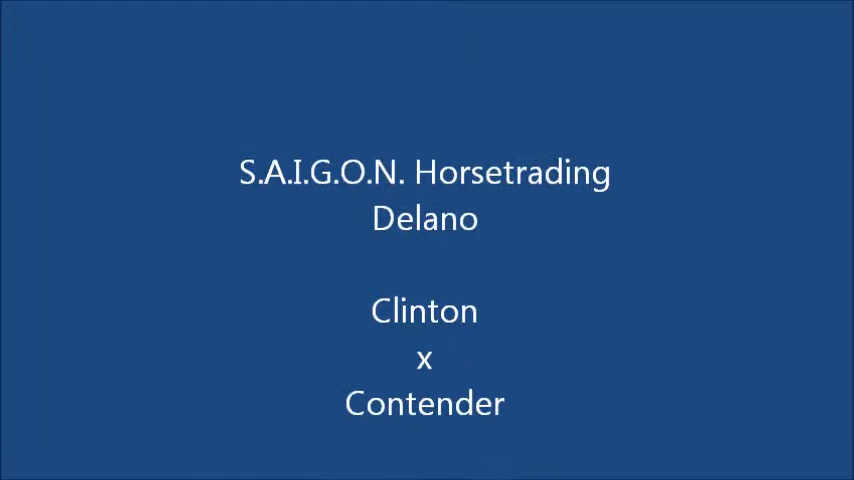 S.A.I.G.O.N. Horsetrading
Delano
Clinton
x
Contender